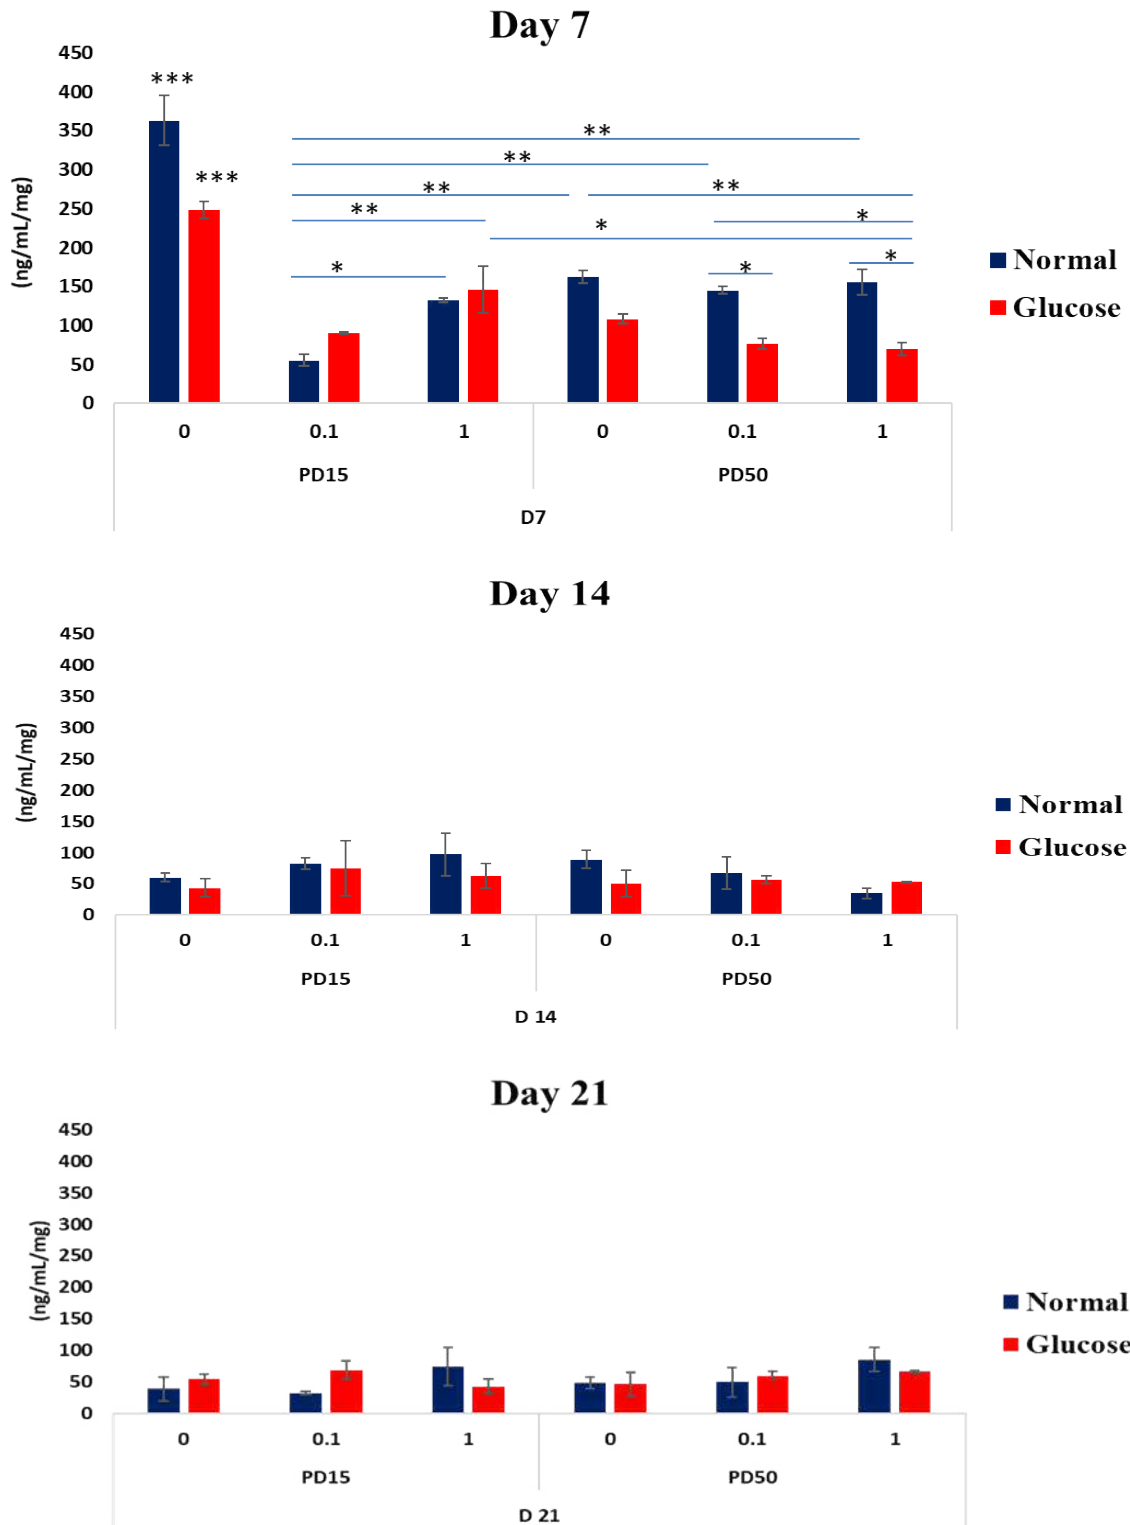 Day 7
450
400
350
300
250
200
150
100
50
0
(ng/mL/mg)
***
***
**
**
** **
** *
*
* * *
Normal
Glucose
0 0.1 1 0 0.1 1
PD15 PD50
D7
Day 14
450
400
350
300
250
200
150
100
50
0
(ng/mL/mg)
Normal
Glucose
0 0.1 1 0 0.1 1
PD15 PD50
D 14
Day 21
450
400
350
300
250
200
150
100
50
0
(ng/mL/mg)
Normal
Glucose
0 0.1 1 0 0.1 1
PD15 PD50
D 21